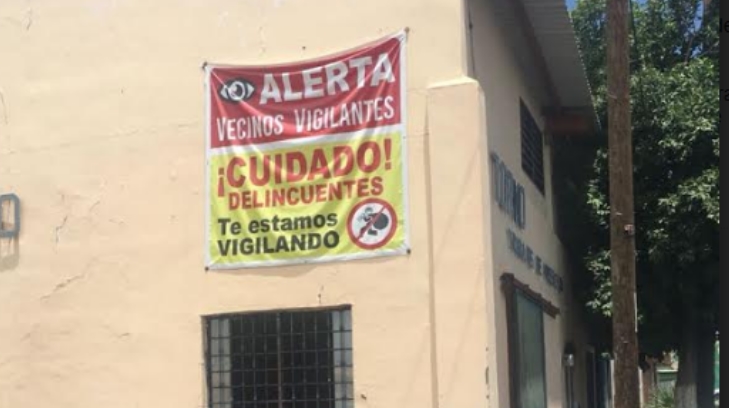 ALERTA
VECINOS VIGILANTES
¡CUIDADO!
DELINCUENTES
Te estamos
VIGILANDO